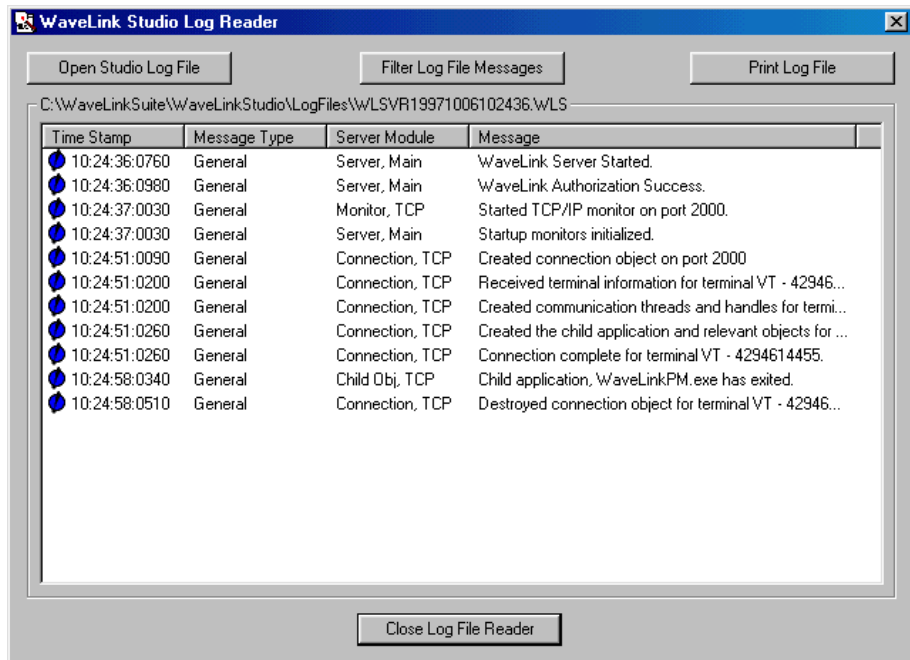 WaveLink Studio Log Reader
Open Studio Log File Filter Log File Messages Print Log File
C:\WaveLinkSuite\WaveLinkStudio\LogFiles\WLSVR19971006102436.WLS
Time Stamp Message Type Server Module Message
10:24:36:0760 General Server, Main WaveLink Server Started.
10:24:36:0980 General Server, Main WaveLink Authorization Success.
10:24:37:0030 General Monitor, TCP Started TCP/IP monitor on port 2000.
10:24:37:0030 General Server, Main Startup monitors initialized.
10:24:51:0090 General Connection, TCP Created connection object on port 2000
10:24:51:0200 General Connection, TCP Received terminal information for terminal VT - 42946...
10:24:51:0200 General Connection, TCP Created communication threads and handles for termi...
10:24:51:0260 General Connection, TCP Created the child application and relevant objects for ...
10:24:51:0260 General Connection, TCP Connection complete for terminal VT - 4294614455.
10:24:58:0340 General Child Obj, TCP Child application, WaveLinkPM.exe has exited.
10:24:58:0510 General Connection, TCP Destroyed connection object for terminal VT - 42946...
Close Log File Reader